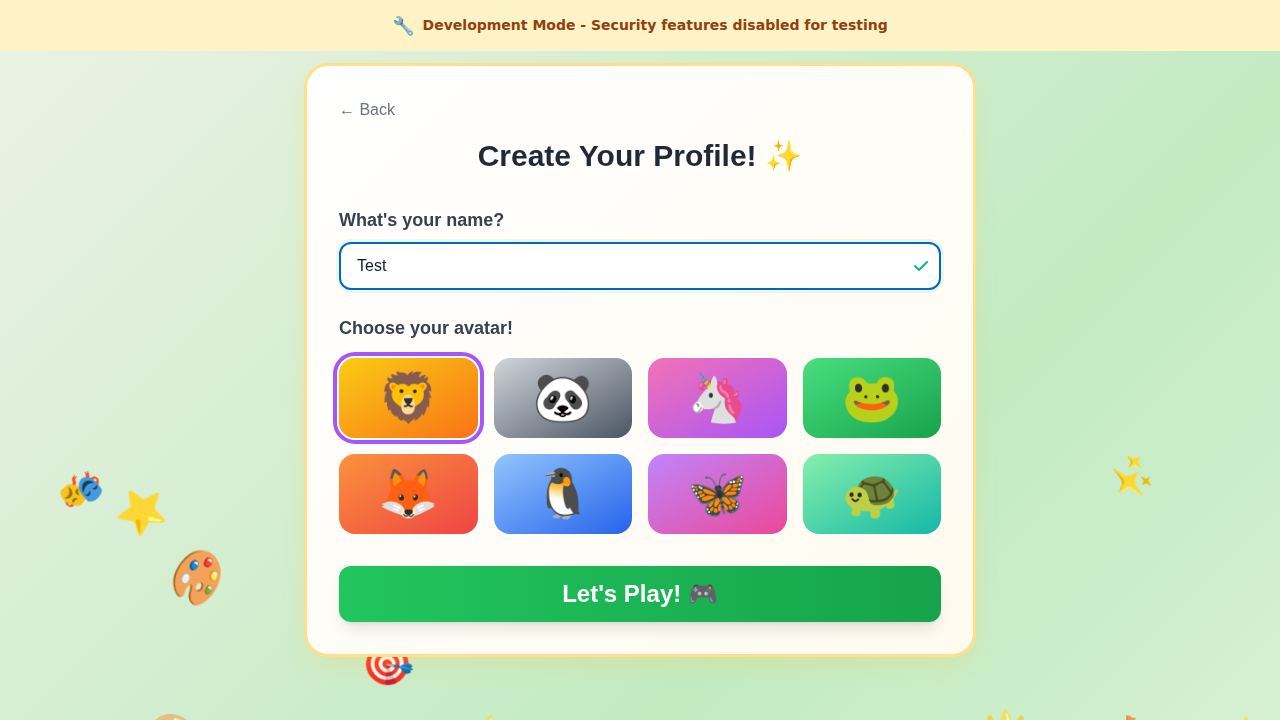 🔧 Development Mode - Security features disabled for testing
← Back
Create Your Profile! ✨
What's your name?
Test
Choose your avatar!
Let's Play! 🎮